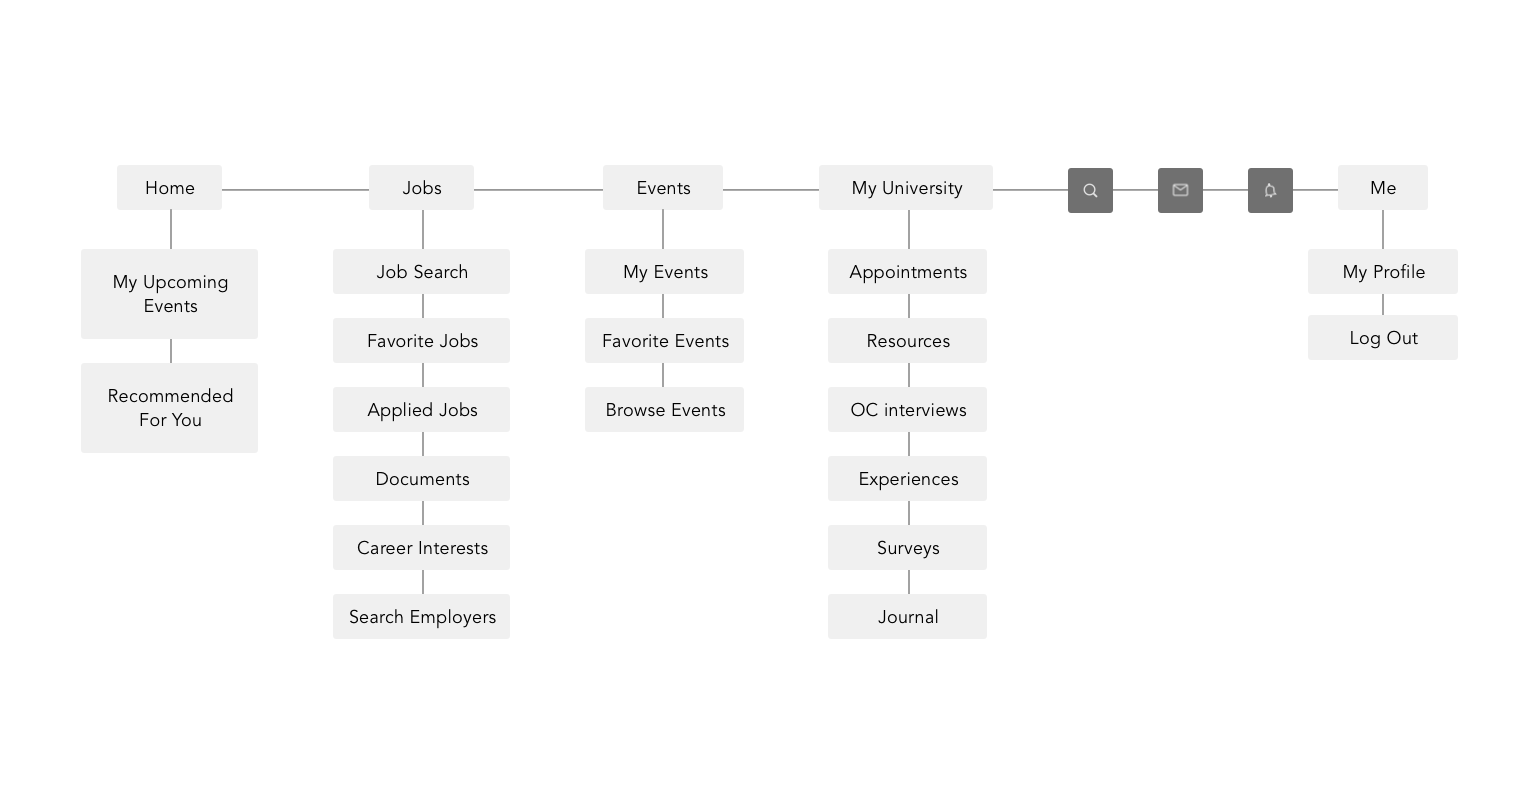 Home
Jobs
Events
My University
Me
My Upcoming
Events
Recommended
For You
Job Search
Favorite Jobs
Applied Jobs
Documents
Career Interests
Search Employers
My Events
Favorite Events
Browse Events
Appointments
Resources
OC interviews
Experiences
Surveys
Journal
My Profile
Log Out